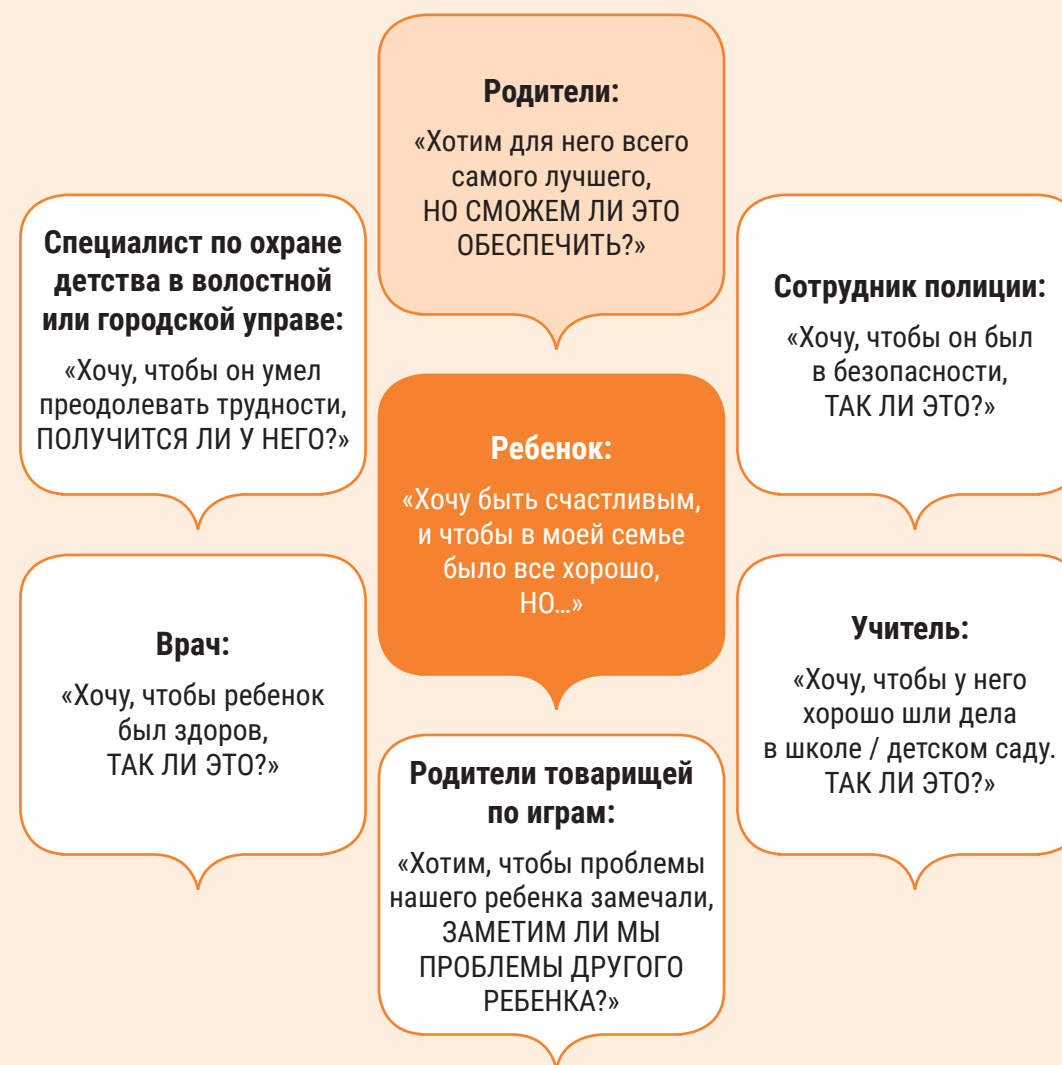 Родители:
«Хотим для него всего
самого лучшего,
НО СМОЖЕМ ЛИ ЭТО
ОБЕСПЕЧИТЬ?»
Специалист по охране
детства в волостной
или городской управе:
«Хочу, чтобы он умел
преодолевать трудности,
ПОЛУЧИТСЯ ЛИ У НЕГО?»
Сотрудник полиции:
«Хочу, чтобы он был
в безопасности,
ТАК ЛИ ЭТО?»
Ребенок:
«Хочу быть счастливым,
и чтобы в моей семье
было все хорошо,
НО…»
Врач:
«Хочу, чтобы ребенок
был здоров,
ТАК ЛИ ЭТО?»
Учитель:
«Хочу, чтобы у него
хорошо шли дела
в школе / детском саду.
ТАК ЛИ ЭТО?»
Родители товарищей
по играм:
«Хотим, чтобы проблемы
нашего ребенка замечали,
ЗАМЕТИМ ЛИ МЫ
ПРОБЛЕМЫ ДРУГОГО
РЕБЕНКА?»